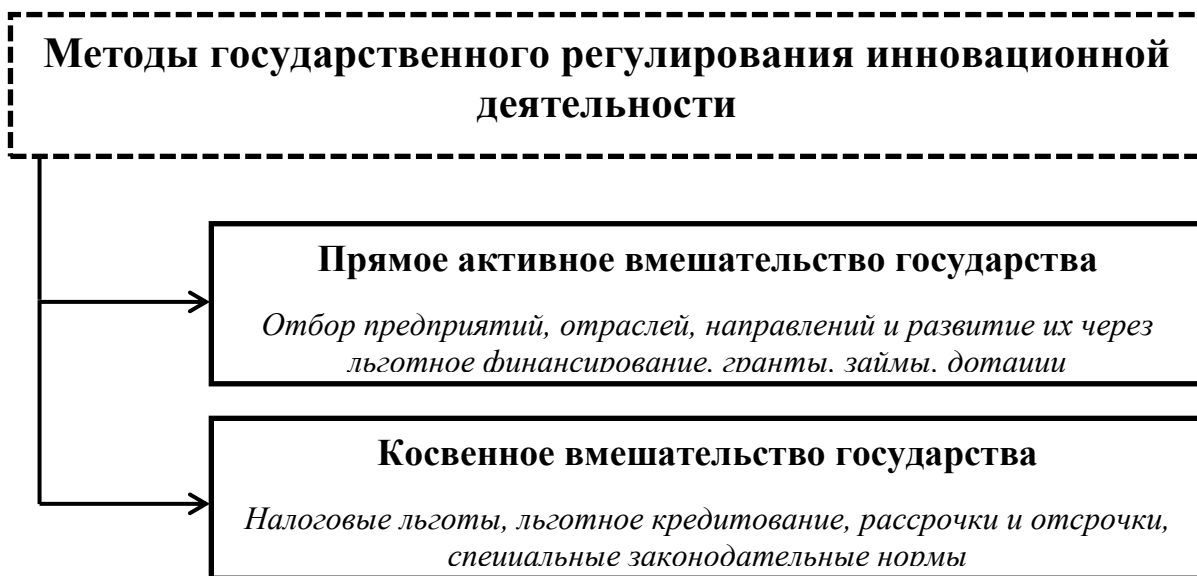 Методы государственного регулирования инновационной
деятельности
Прямое активное вмешательство государства
Отбор предприятий, отраслей, направлений и развитие их через
льготное финансирование, гранты, займы, дотации
Косвенное вмешательство государства
Налоговые льготы, льготное кредитование, рассрочки и отсрочки,
специальные законодательные нормы